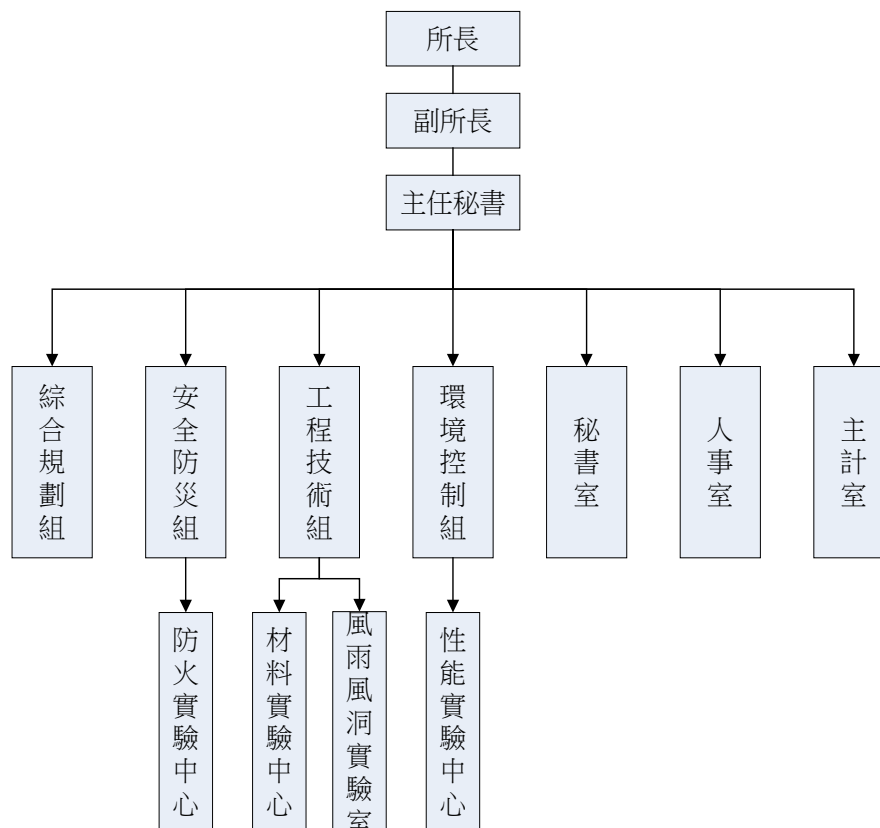 所長
副所長
主任秘書
綜合規劃組
安全防災組
工程技術組
環境控制組
秘書室
人事室
主計室
防火實驗中心
材料實驗中心
風雨風洞實驗室
性能實驗中心